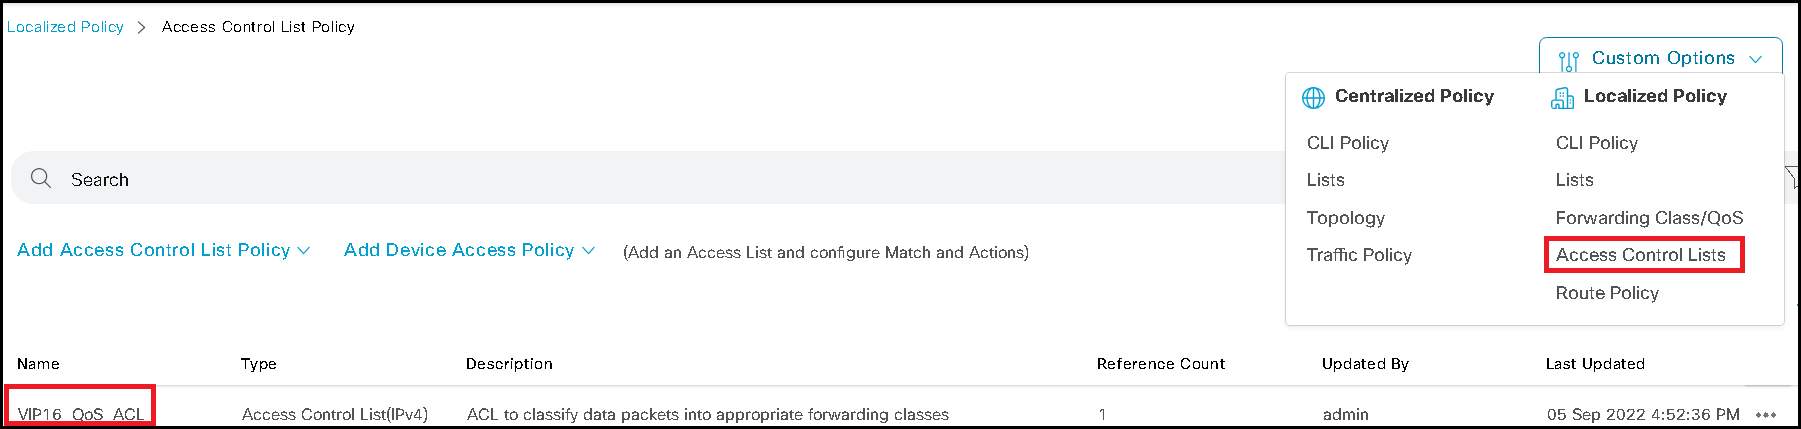 Localized Policy > Access Control List Policy
Custom Options
Centralized Policy
CLI Policy
Lists
Topology
Traffic Policy
Localized Policy
CLI Policy
Lists
Forwarding Class/QoS
Access Control Lists
Route Policy
Search
Add Access Control List Policy
Add Device Access Policy
(Add an Access List and configure Match and Actions)
Name Type Description Reference Count Updated By Last Updated
VIP16_QoS_ACL Access Control List(IPv4) ACL to classify data packets into appropriate forwarding classes 1 admin 05 Sep 2022 4:52:36 PM